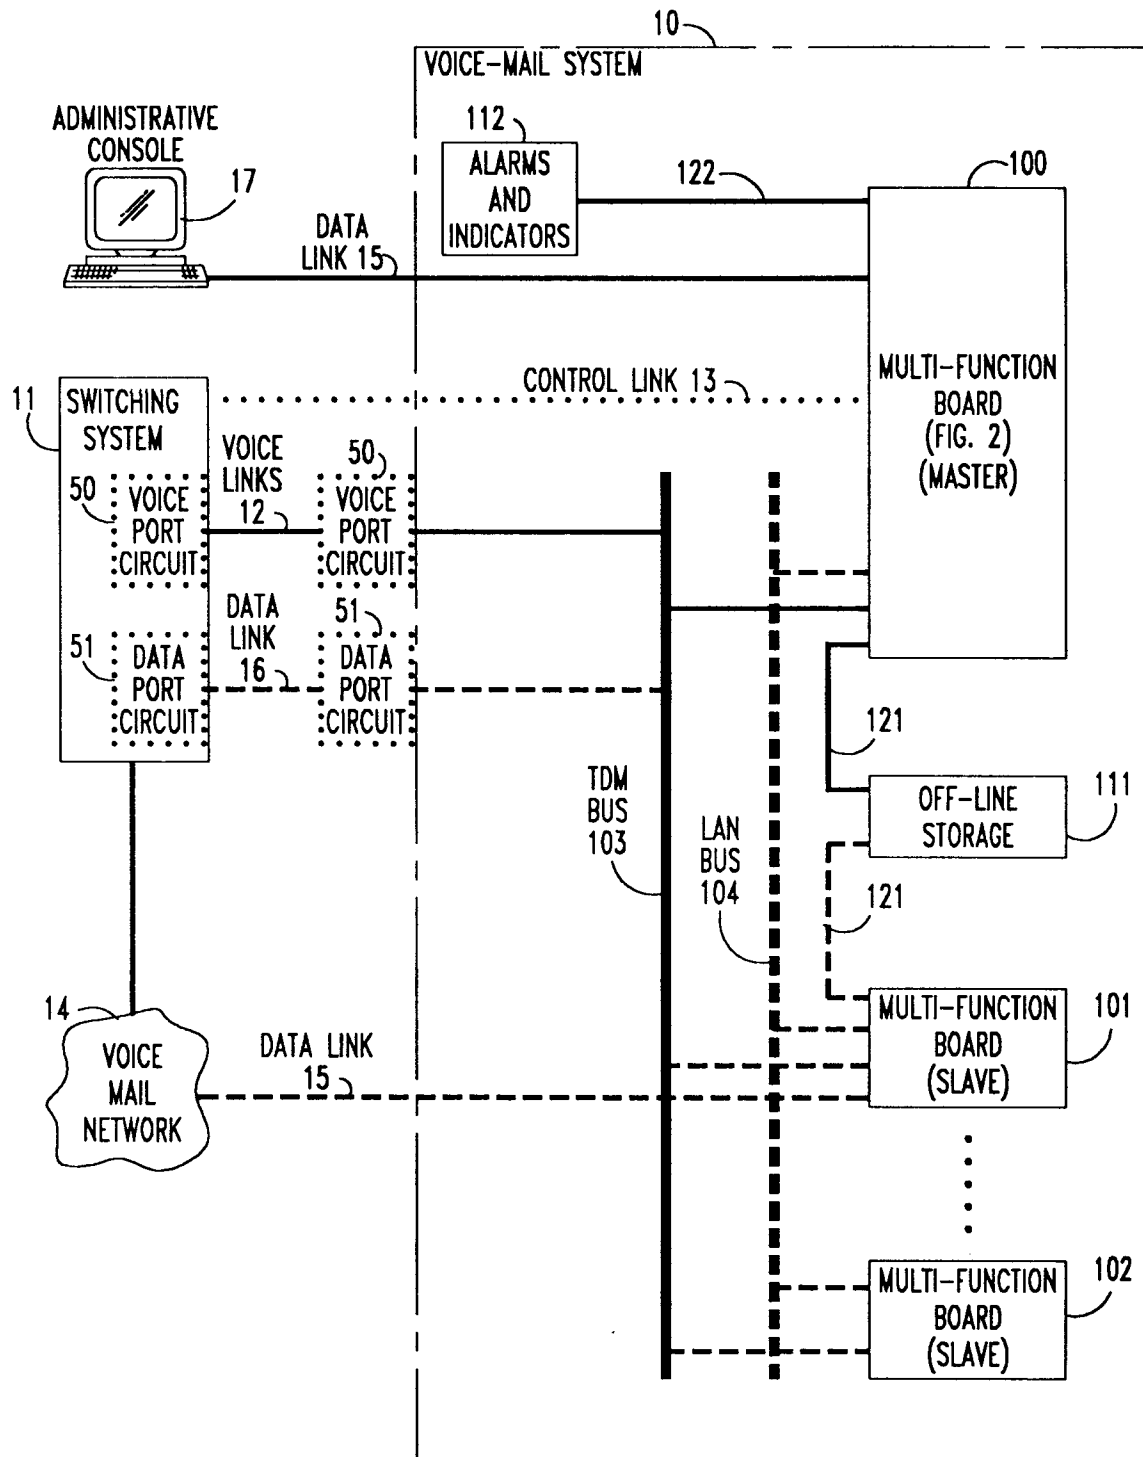 10
VOICE-MAIL SYSTEM
ADMINISTRATIVE
CONSOLE
17
112
ALARMS
AND
INDICATORS
122
100
DATA
LINK 15
MULTI-FUNCTION
BOARD
(FIG. 2)
(MASTER)
CONTROL LINK 13
11
SWITCHING
SYSTEM
VOICE
LINKS
12
50
VOICE
PORT
CIRCUIT
50
VOICE
PORT
CIRCUIT
DATA
LINK
16
51
DATA
PORT
CIRCUIT
51
DATA
PORT
CIRCUIT
121
TDM
BUS
103
LAN
BUS
104
OFF-LINE
STORAGE
111
121
14
VOICE
MAIL
NETWORK
DATA LINK
15
MULTI-FUNCTION
BOARD
(SLAVE)
101
MULTI-FUNCTION
BOARD
(SLAVE)
102